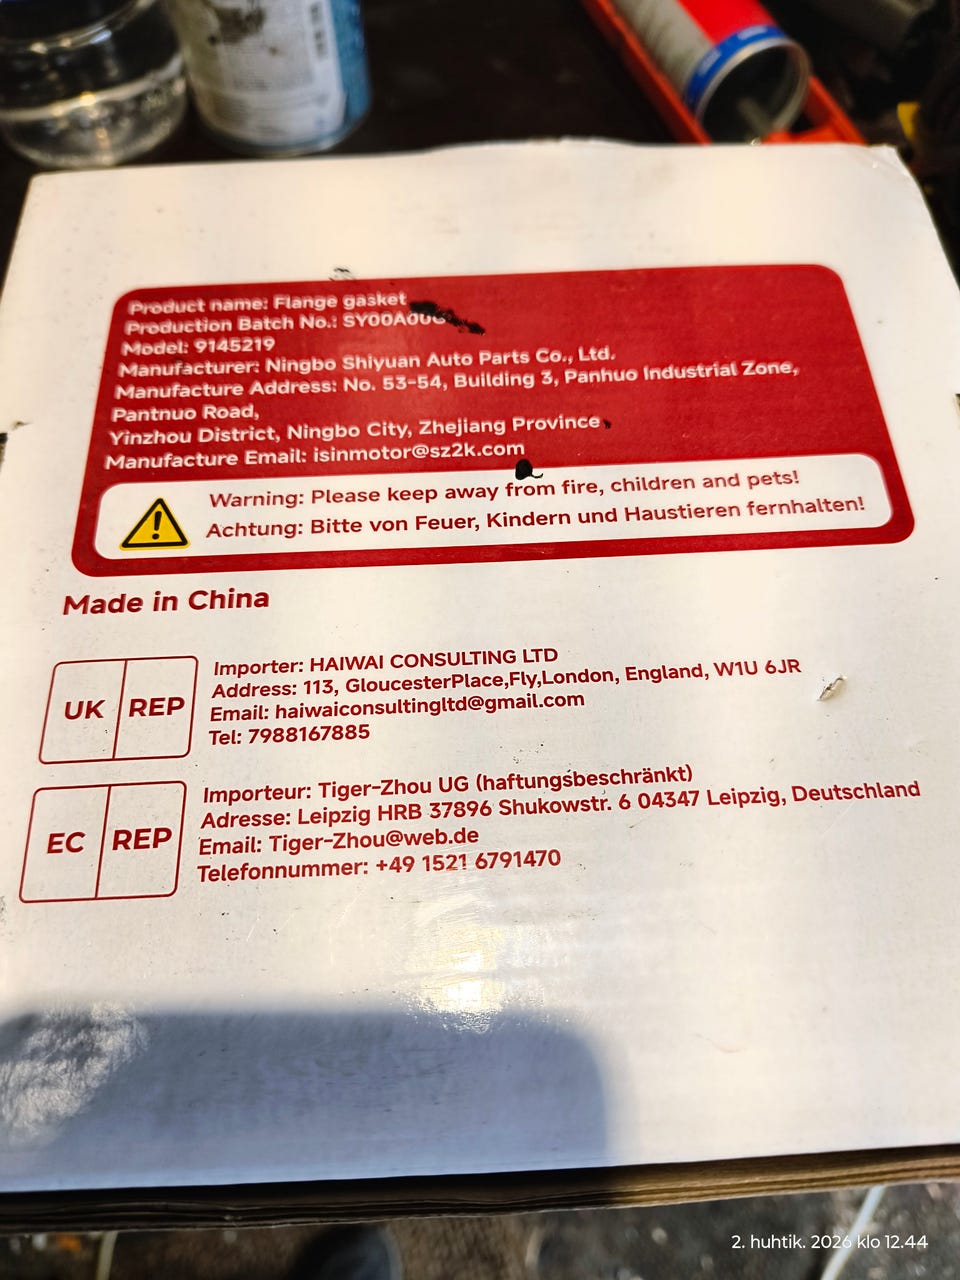 Product name: Flange gasket
Production Batch No.: SY00A00
Model: 9145219
Manufacturer: Ningbo Shiyuan Auto Parts Co., Ltd.
Manufacture Address: No. 53-54, Building 3, Panhuo Industrial Zone,
Pantnuo Road,
Yinzhou District, Ningbo City, Zhejiang Province
Manufacture Email: isinmotor@sz2k.com
Warning: Please keep away from fire, children and pets!
Achtung: Bitte von Feuer, Kindern und Haustieren fernhalten!
Made in China
UK REP
Importer: HAIWAI CONSULTING LTD
Address: 113, GloucesterPlace,Fly,London, England, W1U 6JR
Email: haiwaiconsultingltd@gmail.com
Tel: 7988167885
EC REP
Importeur: Tiger-Zhou UG (haftungsbeschränkt)
Adresse: Leipzig HRB 37896 Shukowstr. 6 04347 Leipzig, Deutschland
Email: Tiger-Zhou@web.de
Telefonnummer: +49 1521 6791470
2. huhtik. 2026 klo 12.44